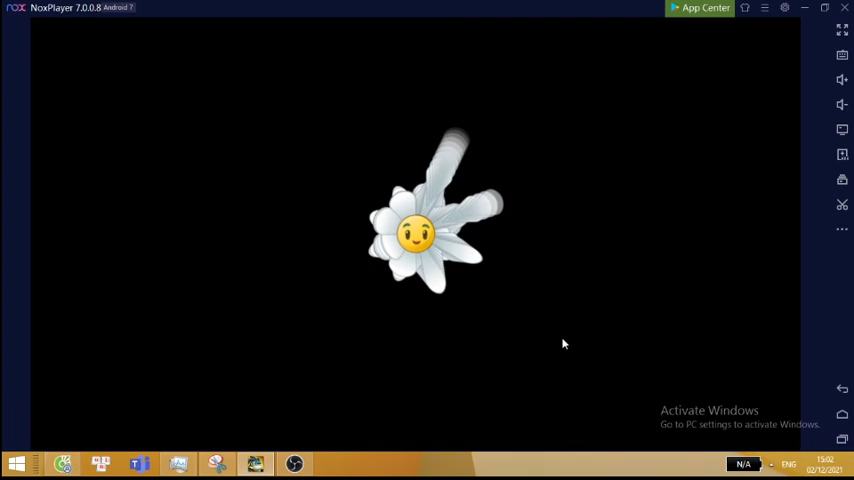 nox NoxPlayer 7.0.0.8 Android 7
App Center
Activate Windows
Go to PC settings to activate Windows.
N/A
ENG
15:02
02/12/2021